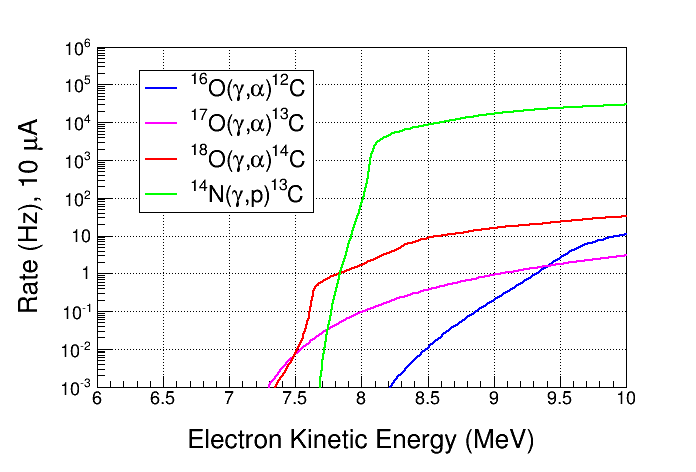 10⁶
10⁵
10⁴
10³
10²
10
1
10⁻¹
10⁻²
10⁻³
Rate (Hz), 10 μA
¹⁶O(γ,α)¹²C
¹⁷O(γ,α)¹³C
¹⁸O(γ,α)¹⁴C
¹⁴N(γ,p)¹³C
6 6.5 7 7.5 8 8.5 9 9.5 10
Electron Kinetic Energy (MeV)